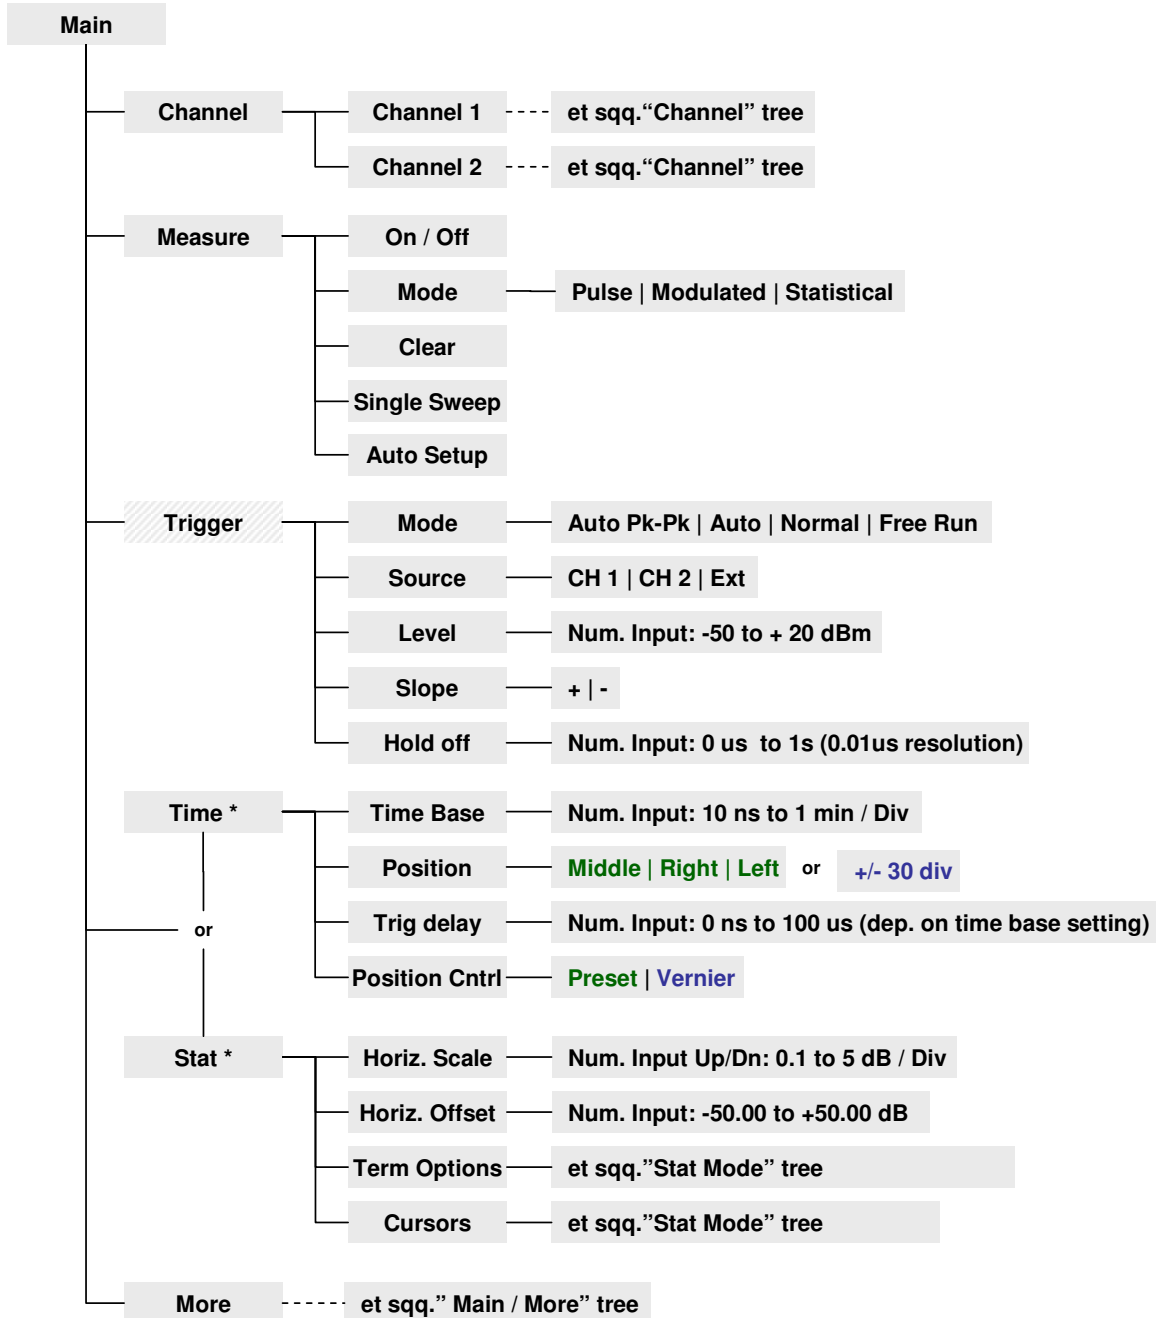 Main
Channel Channel 1 et sqq.“Channel” tree
Channel 2 et sqq.“Channel” tree
Measure On / Off
Mode Pulse | Modulated | Statistical
Clear
Single Sweep
Auto Setup
Trigger Mode Auto Pk-Pk | Auto | Normal | Free Run
Source CH 1 | CH 2 | Ext
Level Num. Input: -50 to + 20 dBm
Slope + | -
Hold off Num. Input: 0 us to 1s (0.01us resolution)
Time * Time Base Num. Input: 10 ns to 1 min / Div
Position Middle | Right | Left or +/- 30 div
Trig delay Num. Input: 0 ns to 100 us (dep. on time base setting)
or
Position Cntrl Preset | Vernier
Stat * Horiz. Scale Num. Input Up/Dn: 0.1 to 5 dB / Div
Horiz. Offset Num. Input: -50.00 to +50.00 dB
Term Options et sqq.”Stat Mode” tree
Cursors et sqq.”Stat Mode” tree
More et sqq.” Main / More” tree